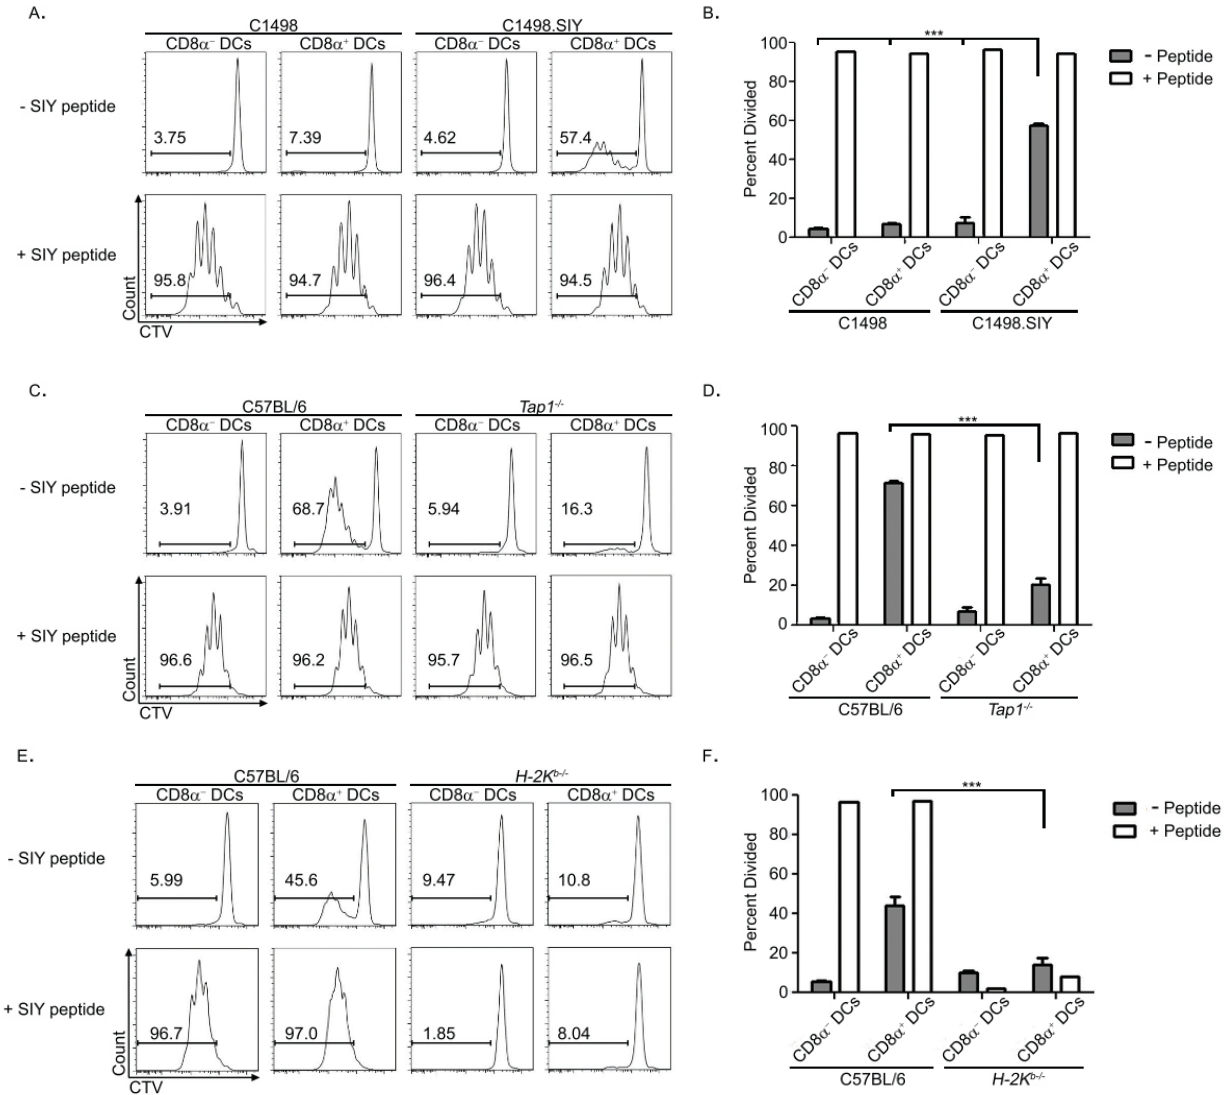 A.
C1498
C1498.SIY
CD8α⁻ DCs
CD8α⁺ DCs
CD8α⁻ DCs
CD8α⁺ DCs
- SIY peptide
3.75
7.39
4.62
57.4
+ SIY peptide
95.8
94.7
96.4
94.5
Count
CTV
B.
***
- Peptide
+ Peptide
Percent Divided
100
80
60
40
20
0
CD8α⁻ DCs
CD8α⁺ DCs
CD8α⁻ DCs
CD8α⁺ DCs
C1498
C1498.SIY
C.
C57BL/6
Tap1⁻/⁻
CD8α⁻ DCs
CD8α⁺ DCs
CD8α⁻ DCs
CD8α⁺ DCs
- SIY peptide
3.91
68.7
5.94
16.3
+ SIY peptide
96.6
96.2
95.7
96.5
Count
CTV
D.
***
- Peptide
+ Peptide
Percent Divided
100
80
60
40
20
0
CD8α⁻ DCs
CD8α⁺ DCs
CD8α⁻ DCs
CD8α⁺ DCs
C57BL/6
Tap1⁻/⁻
E.
C57BL/6
H-2Kᵇ⁻/⁻
CD8α⁻ DCs
CD8α⁺ DCs
CD8α⁻ DCs
CD8α⁺ DCs
- SIY peptide
5.99
45.6
9.47
10.8
+ SIY peptide
96.7
97.0
1.85
8.04
Count
CTV
F.
***
- Peptide
+ Peptide
Percent Divided
100
80
60
40
20
0
CD8α⁻ DCs
CD8α⁺ DCs
CD8α⁻ DCs
CD8α⁺ DCs
C57BL/6
H-2Kᵇ⁻/⁻